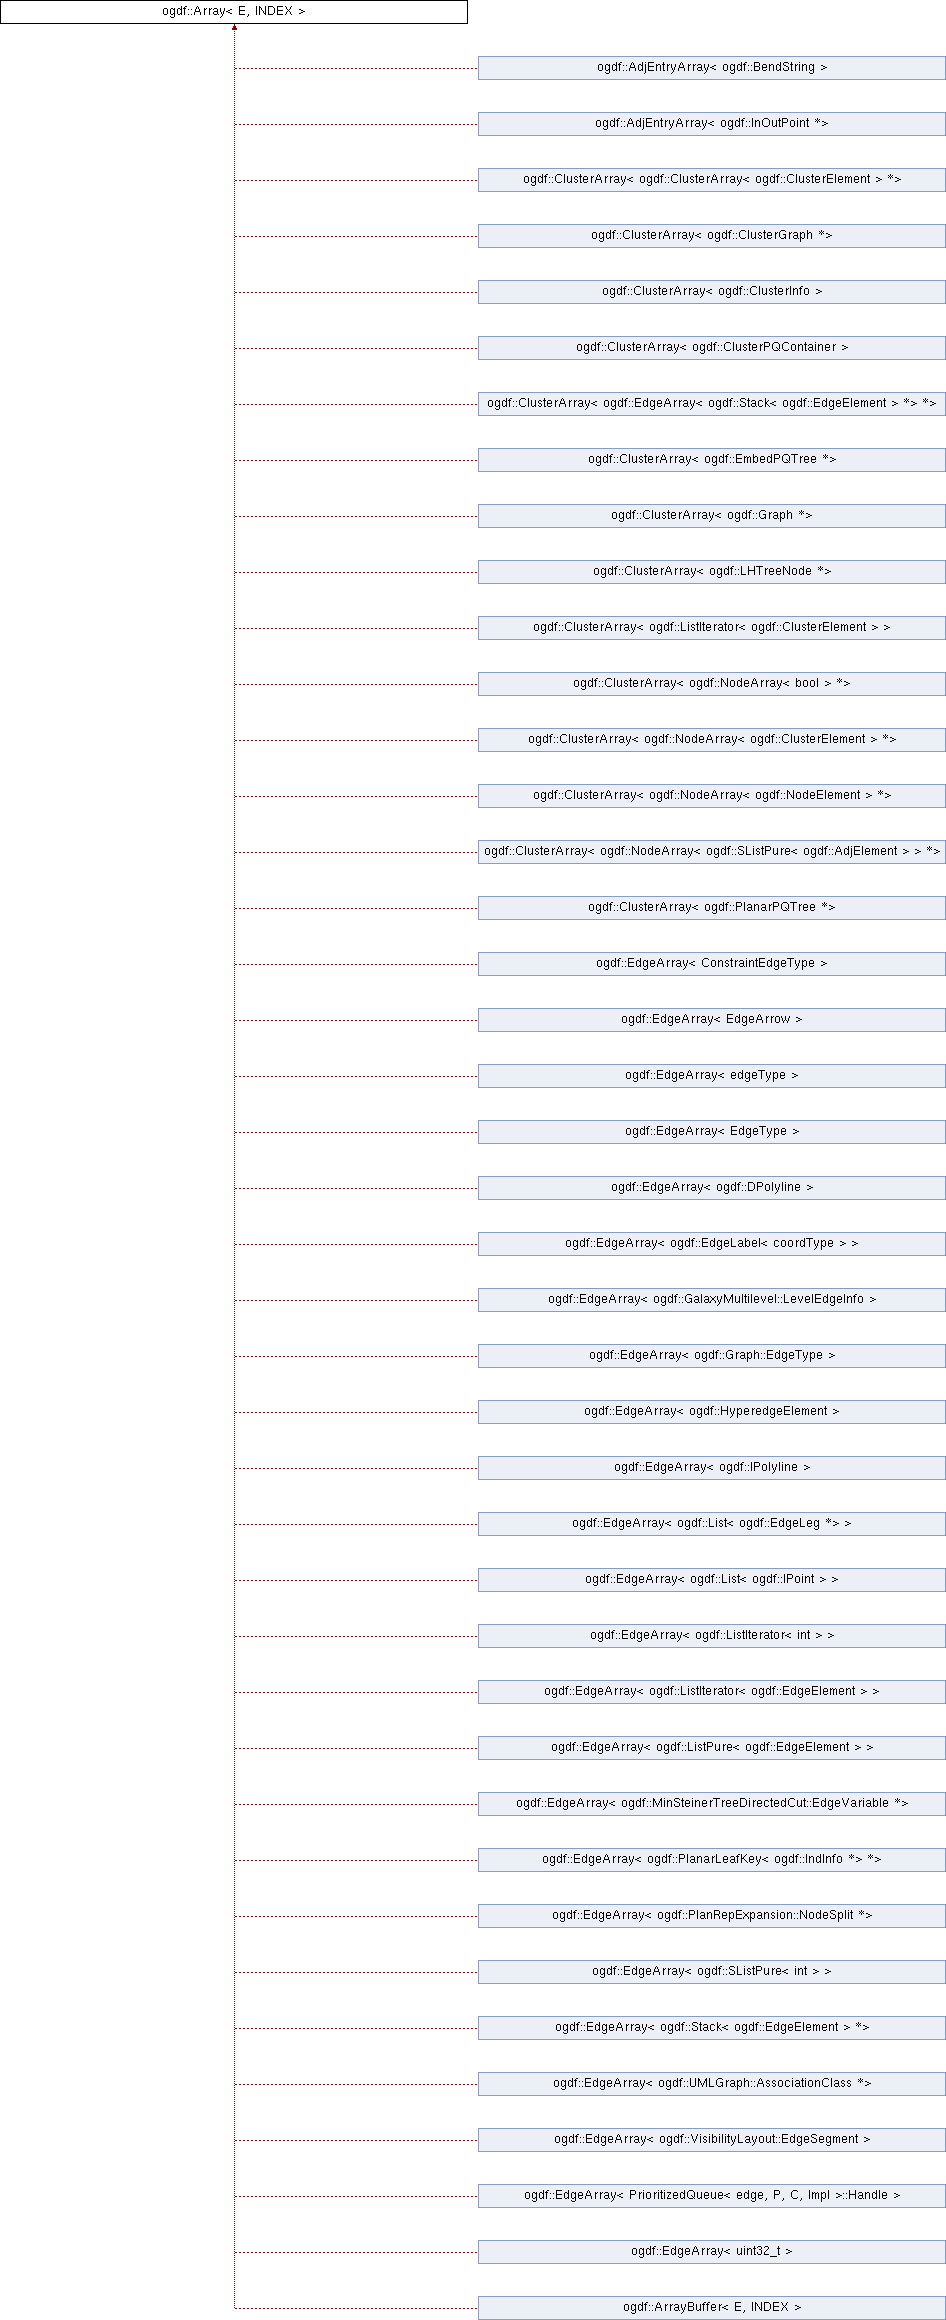 ogdf::Array< E, INDEX >
ogdf::AdjEntryArray< ogdf::BendString >
ogdf::AdjEntryArray< ogdf::InOutPoint *>
ogdf::ClusterArray< ogdf::ClusterArray< ogdf::ClusterElement > *>
ogdf::ClusterArray< ogdf::ClusterGraph *>
ogdf::ClusterArray< ogdf::ClusterInfo >
ogdf::ClusterArray< ogdf::ClusterPQContainer >
ogdf::ClusterArray< ogdf::EdgeArray< ogdf::Stack< ogdf::EdgeElement > *> *>
ogdf::ClusterArray< ogdf::EmbedPQTree *>
ogdf::ClusterArray< ogdf::Graph *>
ogdf::ClusterArray< ogdf::LHTreeNode *>
ogdf::ClusterArray< ogdf::ListIterator< ogdf::ClusterElement > >
ogdf::ClusterArray< ogdf::NodeArray< bool > *>
ogdf::ClusterArray< ogdf::NodeArray< ogdf::ClusterElement > *>
ogdf::ClusterArray< ogdf::NodeArray< ogdf::NodeElement > *>
ogdf::ClusterArray< ogdf::NodeArray< ogdf::SListPure< ogdf::AdjElement > > *>
ogdf::ClusterArray< ogdf::PlanarPQTree *>
ogdf::EdgeArray< ConstraintEdgeType >
ogdf::EdgeArray< EdgeArrow >
ogdf::EdgeArray< edgeType >
ogdf::EdgeArray< EdgeType >
ogdf::EdgeArray< ogdf::DPolyline >
ogdf::EdgeArray< ogdf::EdgeLabel< coordType > >
ogdf::EdgeArray< ogdf::GalaxyMultilevel::LevelEdgeInfo >
ogdf::EdgeArray< ogdf::Graph::EdgeType >
ogdf::EdgeArray< ogdf::HyperedgeElement >
ogdf::EdgeArray< ogdf::IPolyline >
ogdf::EdgeArray< ogdf::List< ogdf::EdgeLeg *> >
ogdf::EdgeArray< ogdf::List< ogdf::IPoint > >
ogdf::EdgeArray< ogdf::ListIterator< int > >
ogdf::EdgeArray< ogdf::ListIterator< ogdf::EdgeElement > >
ogdf::EdgeArray< ogdf::ListPure< ogdf::EdgeElement > >
ogdf::EdgeArray< ogdf::MinSteinerTreeDirectedCut::EdgeVariable *>
ogdf::EdgeArray< ogdf::PlanarLeafKey< ogdf::IndInfo *> *>
ogdf::EdgeArray< ogdf::PlanRepExpansion::NodeSplit *>
ogdf::EdgeArray< ogdf::SListPure< int > >
ogdf::EdgeArray< ogdf::Stack< ogdf::EdgeElement > *>
ogdf::EdgeArray< ogdf::UMLGraph::AssociationClass *>
ogdf::EdgeArray< ogdf::VisibilityLayout::EdgeSegment >
ogdf::EdgeArray< PrioritizedQueue< edge, P, C, Impl >::Handle >
ogdf::EdgeArray< uint32_t >
ogdf::ArrayBuffer< E, INDEX >